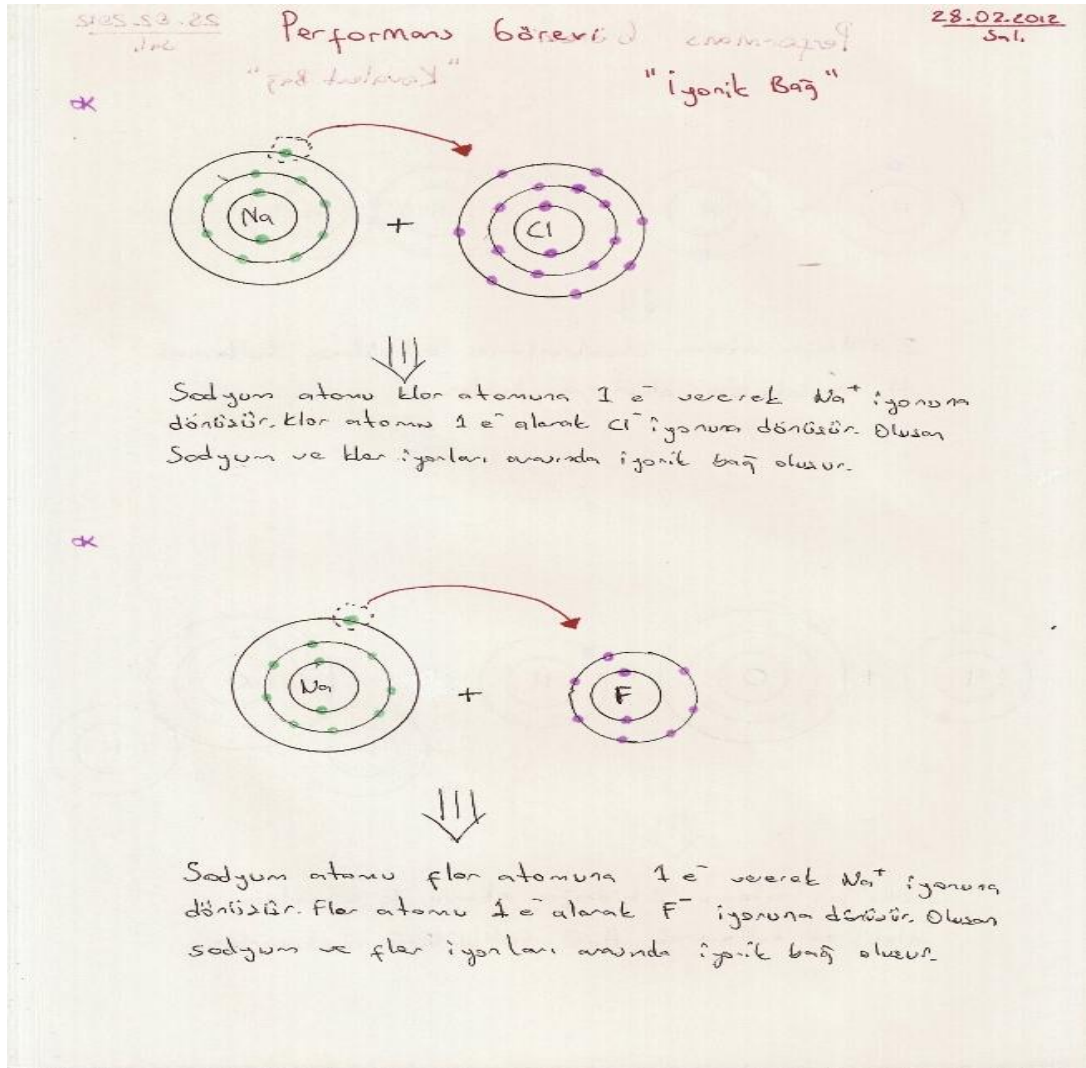 Performans Görevi
28.02.2012
Salı.
"İyonik Bağ"
Na
+
Cl
Sodyum atomu klor atomuna 1 e⁻ vererek Na⁺ iyonuna
dönüşür. Klor atomu 1 e⁻ alarak Cl⁻ iyonuna dönüşür. Oluşan
Sodyum ve klor iyonları arasında iyonik bağ oluşur.
Na
+
F
Sodyum atomu flor atomuna 1 e⁻ vererek Na⁺ iyonuna
dönüşür. Flor atomu 1 e⁻ alarak F⁻ iyonuna dönüşür. Oluşan
sodyum ve flor iyonları arasında iyonik bağ oluşur.